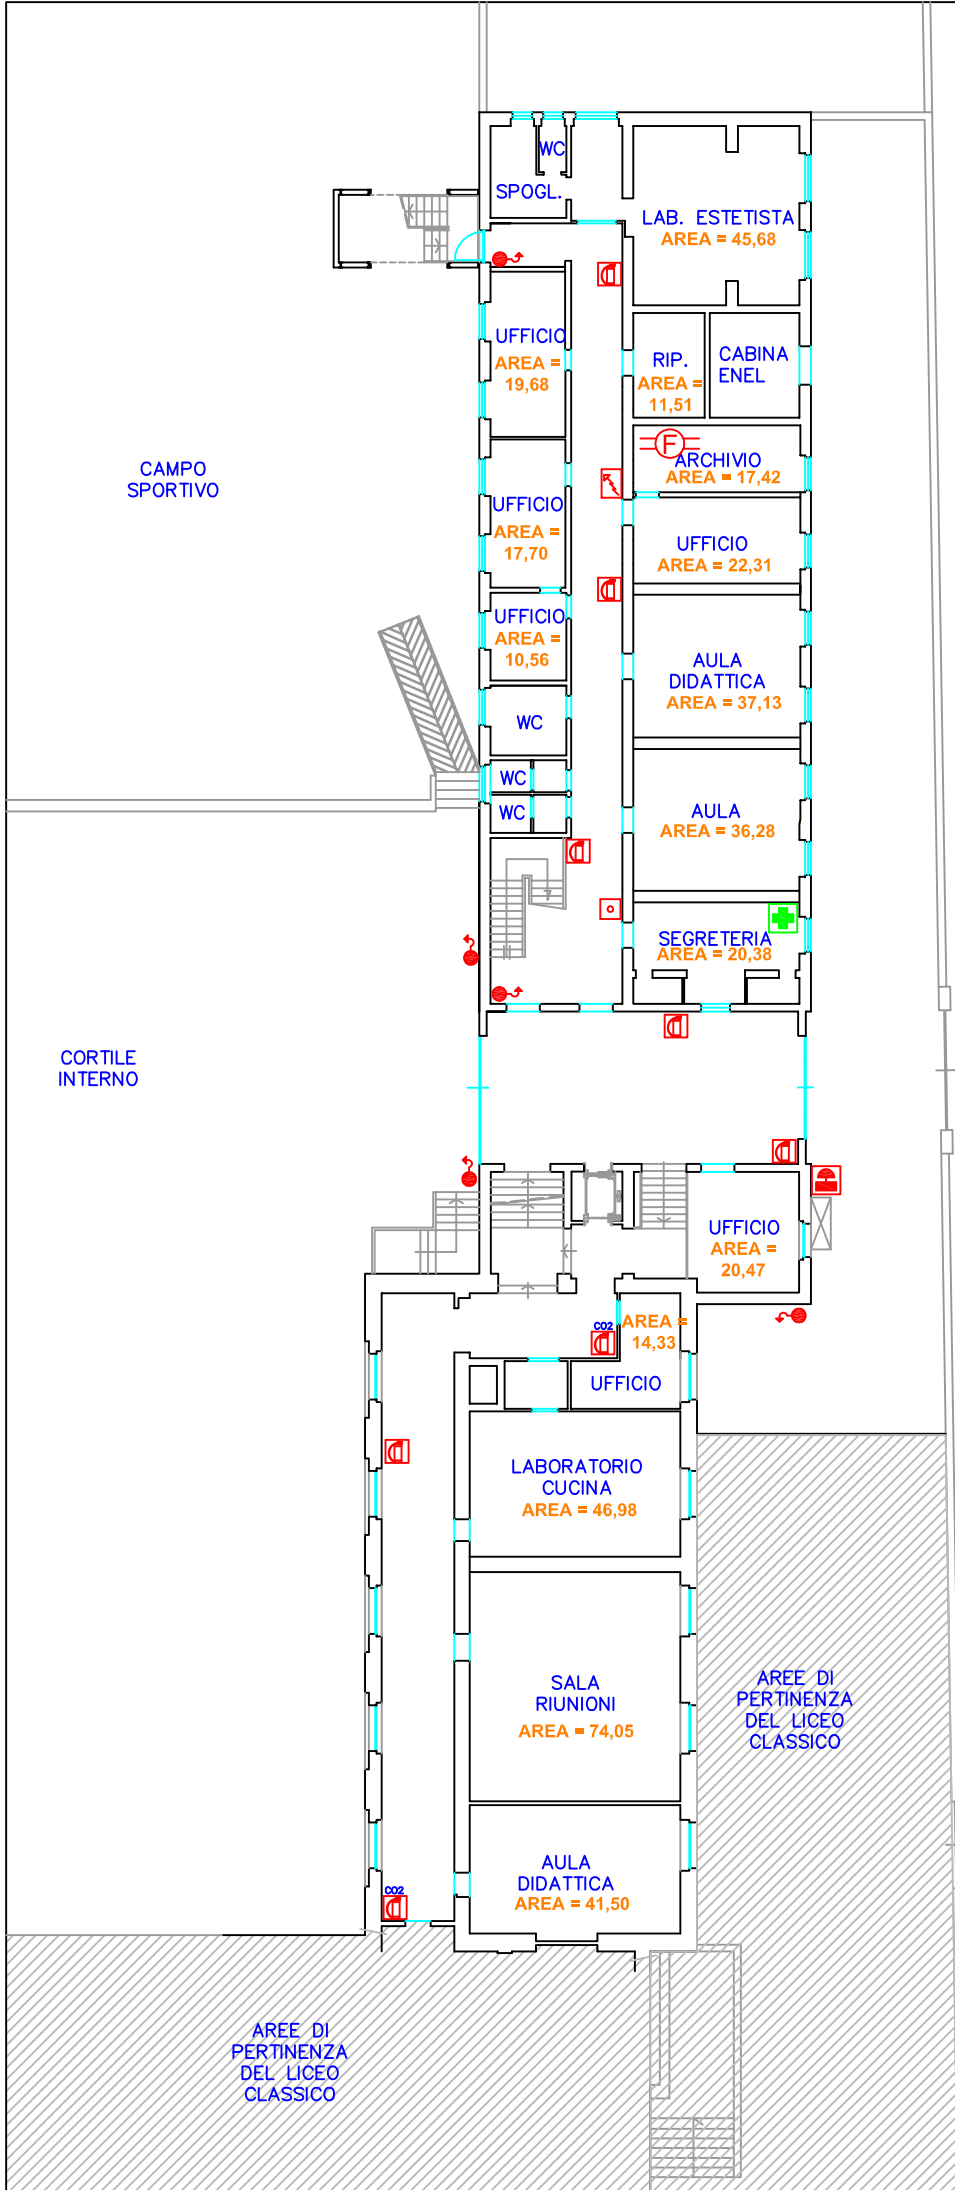 WC
SPOGL.
LAB. ESTETISTA
AREA = 45,68
UFFICIO
AREA =
19,68
RIP.
AREA =
11,51
CABINA
ENEL
F
ARCHIVIO
AREA = 17,42
CAMPO
SPORTIVO
UFFICIO
AREA =
17,70
UFFICIO
AREA = 22,31
UFFICIO
AREA =
10,56
AULA
DIDATTICA
AREA = 37,13
WC
WC
WC
AULA
AREA = 36,28
SEGRETERIA
AREA = 20,38
CORTILE
INTERNO
UFFICIO
AREA =
20,47
CO2
AREA =
14,33
UFFICIO
LABORATORIO
CUCINA
AREA = 46,98
SALA
RIUNIONI
AREA = 74,05
AREE DI
PERTINENZA
DEL LICEO
CLASSICO
AULA
DIDATTICA
AREA = 41,50
CO2
AREE DI
PERTINENZA
DEL LICEO
CLASSICO